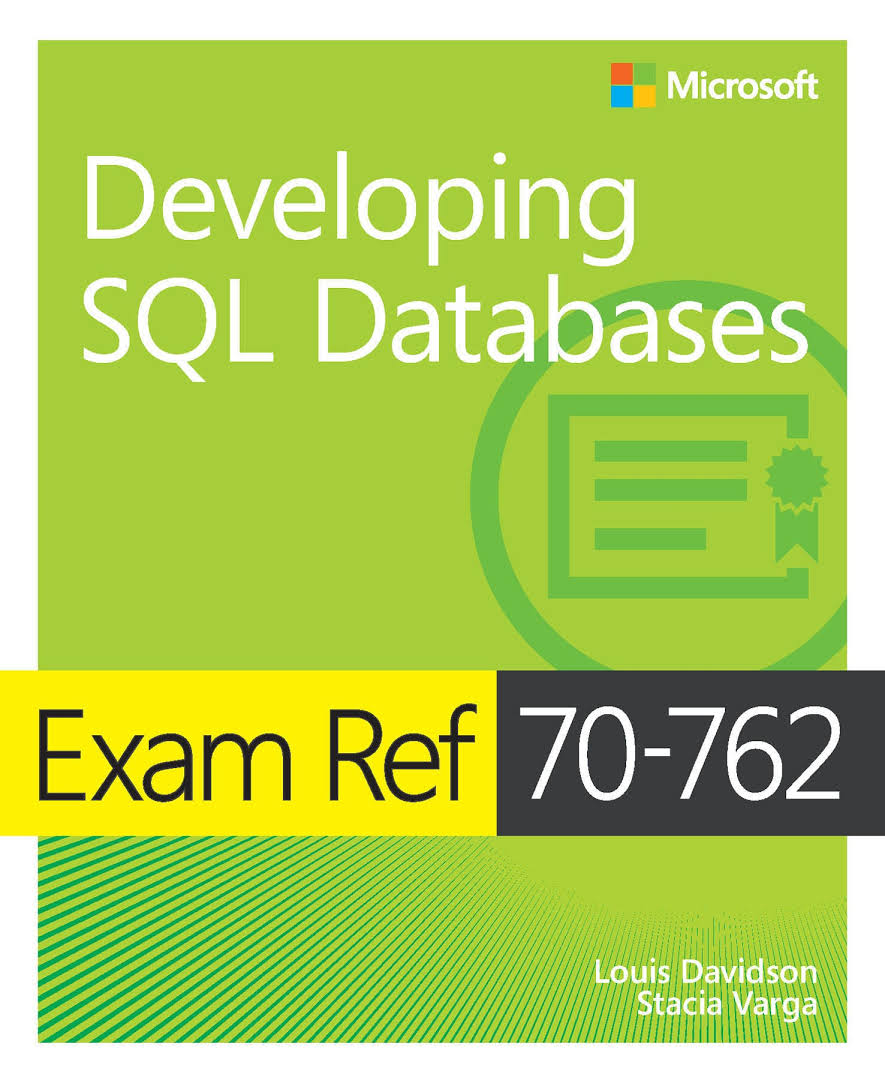 Microsoft
Developing
SQL Databases
Exam Ref 70-762
Louis Davidson
Stacia Varga